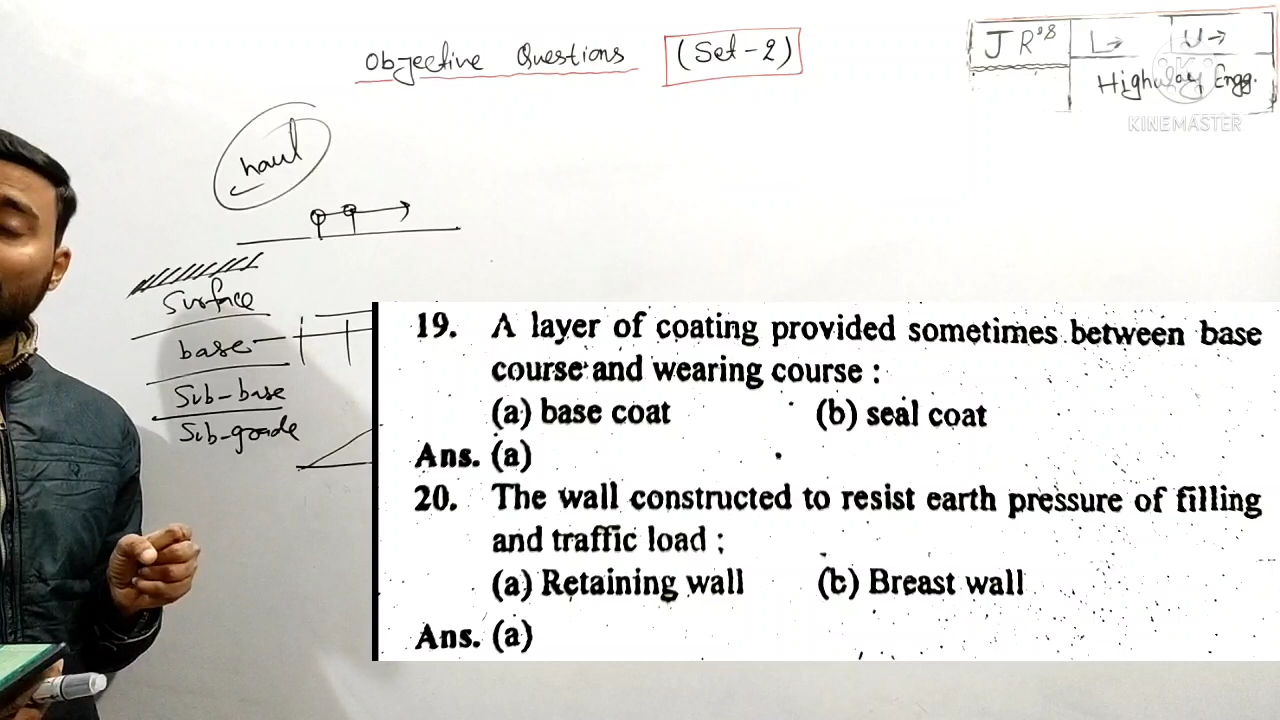 Objective Questions (Set-2)
JR's L→ U→
Highway Engg.
KINEMASTER
haul
Surface
base
Sub-base
Sub-grade
19. A layer of coating provided sometimes between base
course and wearing course :
(a) base coat (b) seal coat
Ans. (a)
20. The wall constructed to resist earth pressure of filling
and traffic load ;
(a) Retaining wall (b) Breast wall
Ans. (a)